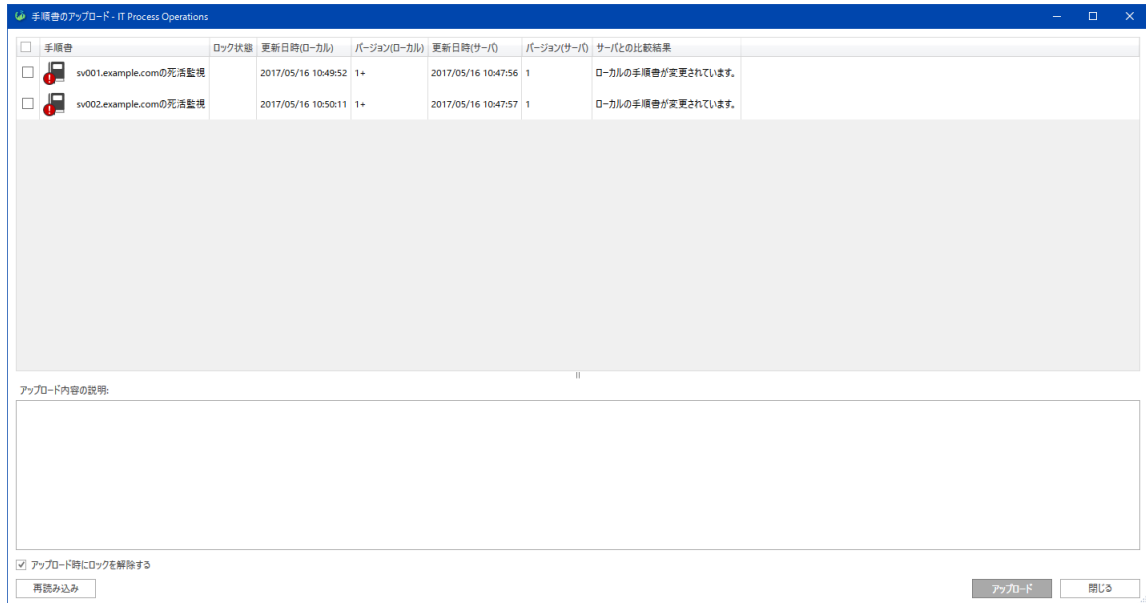 手順書のアップロード - IT Process Operations
手順書 ロック状態 更新日時(ローカル) バージョン(ローカル) 更新日時(サーバ) バージョン(サーバ) サーバとの比較結果
sv001.example.comの死活監視 2017/05/16 10:49:52 1+ 2017/05/16 10:47:56 1 ローカルの手順書が変更されています。
sv002.example.comの死活監視 2017/05/16 10:50:11 1+ 2017/05/16 10:47:57 1 ローカルの手順書が変更されています。
アップロード内容の説明:
アップロード時にロックを解除する
再読み込み アップロード 閉じる